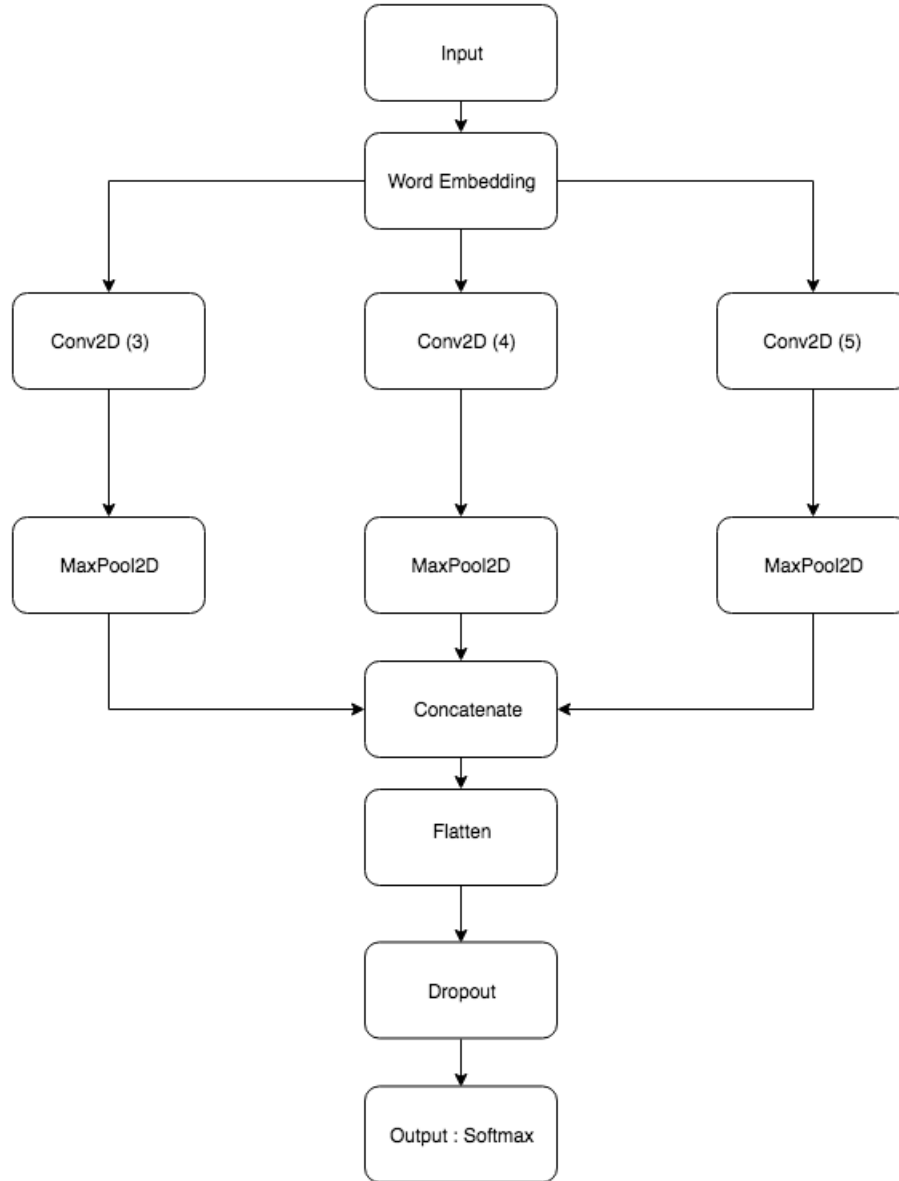 Input
Word Embedding
Conv2D (3)
Conv2D (4)
Conv2D (5)
MaxPool2D
MaxPool2D
MaxPool2D
Concatenate
Flatten
Dropout
Output : Softmax